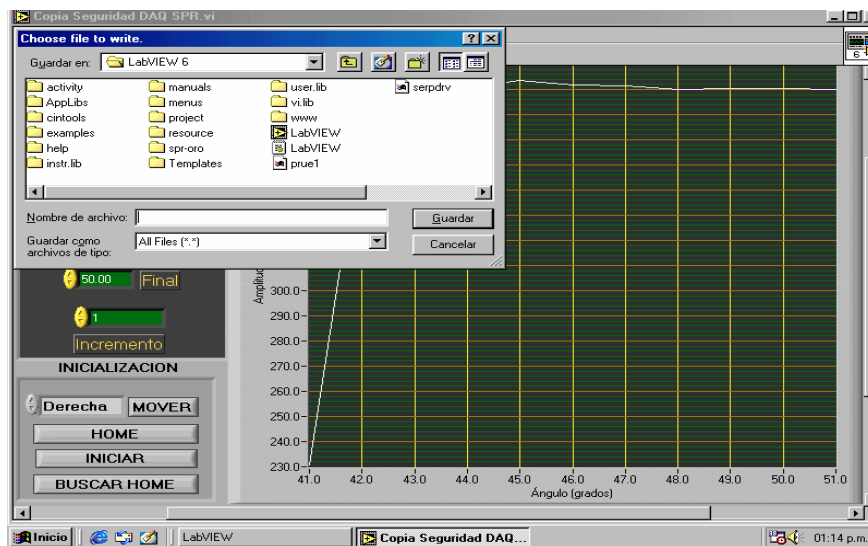 Copia Seguridad DAQ SPR.vi
Choose file to write.
Guardar en: LabVIEW 6
activity manuals user.lib serpdrv
AppLibs menus vi.lib
cintools project www
examples resource LabVIEW
help spr-oro LabVIEW
instr.lib Templates prue1
Nombre de archivo: Guardar
Guardar como archivos de tipo: All Files (*.*) Cancelar
6
50.00 Final
1
Incremento
INICIALIZACION
Derecha MOVER
HOME
INICIAR
BUSCAR HOME
300.0
290.0
280.0
270.0
260.0
250.0
240.0
230.0
41.0 42.0 43.0 44.0 45.0 46.0 47.0 48.0 49.0 50.0 51.0
Ángulo (grados)
Inicio LabVIEW Copia Seguridad DAQ... 01:14 p.m.